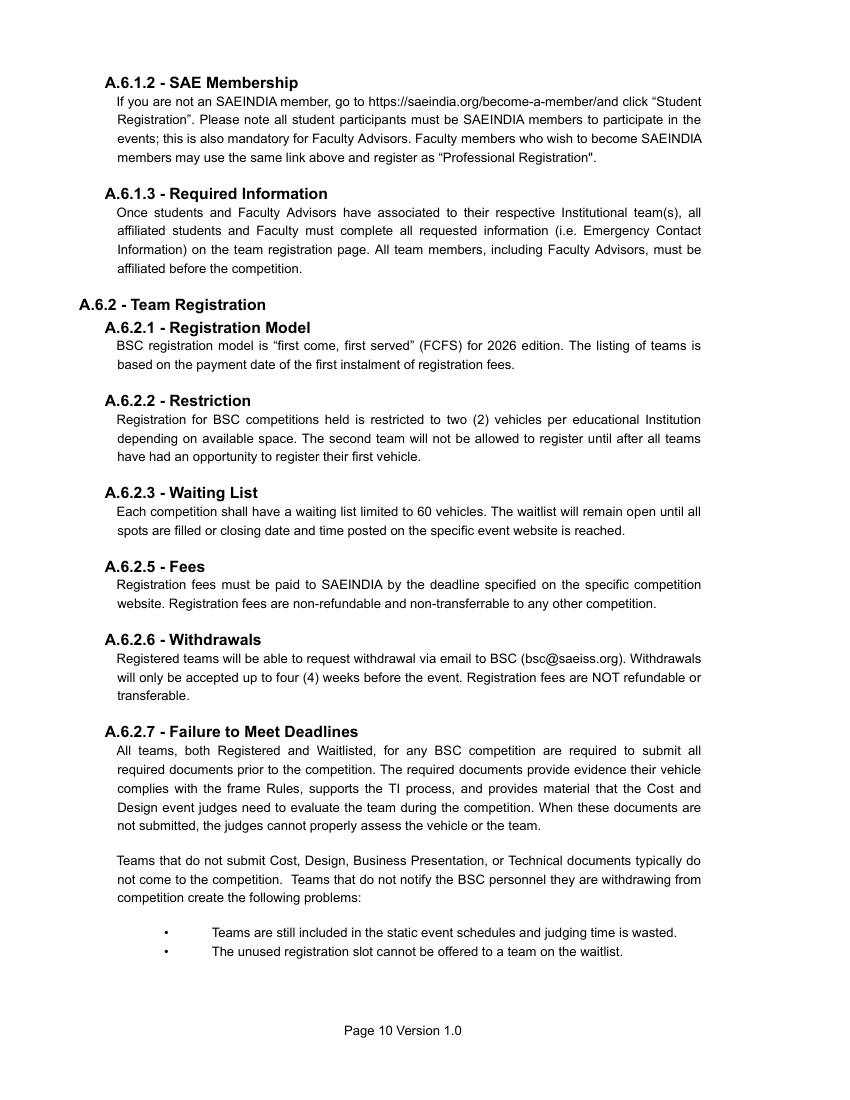 A.6.1.2 - SAE Membership
If you are not an SAEINDIA member, go to https://saeindia.org/become-a-member/and click “Student
Registration”. Please note all student participants must be SAEINDIA members to participate in the
events; this is also mandatory for Faculty Advisors. Faculty members who wish to become SAEINDIA
members may use the same link above and register as “Professional Registration".
A.6.1.3 - Required Information
Once students and Faculty Advisors have associated to their respective Institutional team(s), all
affiliated students and Faculty must complete all requested information (i.e. Emergency Contact
Information) on the team registration page. All team members, including Faculty Advisors, must be
affiliated before the competition.
A.6.2 - Team Registration
A.6.2.1 - Registration Model
BSC registration model is “first come, first served” (FCFS) for 2026 edition. The listing of teams is
based on the payment date of the first instalment of registration fees.
A.6.2.2 - Restriction
Registration for BSC competitions held is restricted to two (2) vehicles per educational Institution
depending on available space. The second team will not be allowed to register until after all teams
have had an opportunity to register their first vehicle.
A.6.2.3 - Waiting List
Each competition shall have a waiting list limited to 60 vehicles. The waitlist will remain open until all
spots are filled or closing date and time posted on the specific event website is reached.
A.6.2.5 - Fees
Registration fees must be paid to SAEINDIA by the deadline specified on the specific competition
website. Registration fees are non-refundable and non-transferrable to any other competition.
A.6.2.6 - Withdrawals
Registered teams will be able to request withdrawal via email to BSC (bsc@saeiss.org). Withdrawals
will only be accepted up to four (4) weeks before the event. Registration fees are NOT refundable or
transferable.
A.6.2.7 - Failure to Meet Deadlines
All teams, both Registered and Waitlisted, for any BSC competition are required to submit all
required documents prior to the competition. The required documents provide evidence their vehicle
complies with the frame Rules, supports the TI process, and provides material that the Cost and
Design event judges need to evaluate the team during the competition. When these documents are
not submitted, the judges cannot properly assess the vehicle or the team.
Teams that do not submit Cost, Design, Business Presentation, or Technical documents typically do
not come to the competition.  Teams that do not notify the BSC personnel they are withdrawing from
competition create the following problems:
• Teams are still included in the static event schedules and judging time is wasted.
• The unused registration slot cannot be offered to a team on the waitlist.
Page 10 Version 1.0